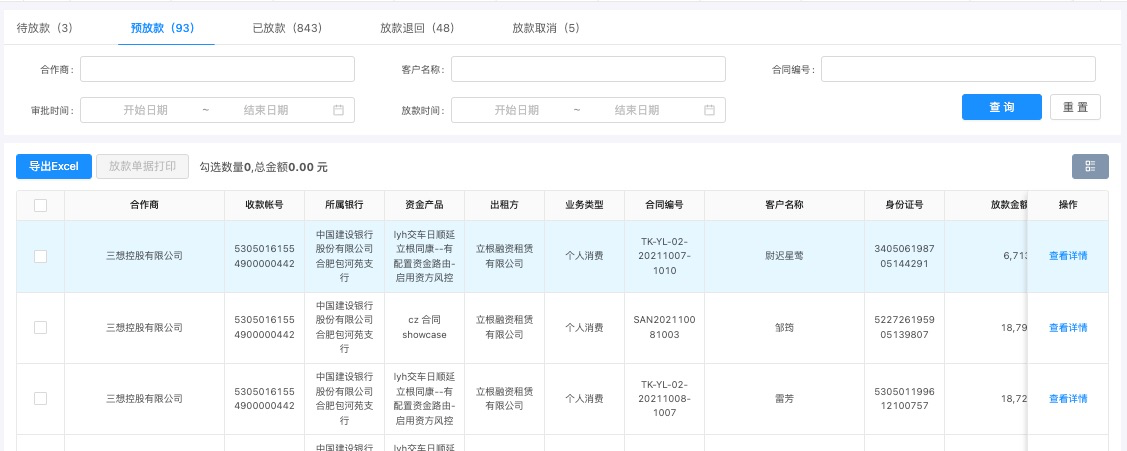 待放款（3） 预放款（93） 已放款（843） 放款退回（48） 放款取消（5）
合作商： 客户名称： 合同编号：
审批时间： 开始日期 ~ 结束日期 放款时间： 开始日期 ~ 结束日期 查 询 重 置
导出Excel 放款单据打印 勾选数量0,总金额0.00 元
合作商 收款帐号 所属银行 资金产品 出租方 业务类型 合同编号 客户名称 身份证号 放款金额 操作
三想控股有限公司
5305016155
4900000442
中国建设银行
股份有限公司
合肥包河苑支
行
lyh交车日顺延
立根同康--有
配置资金路由-
启用资方风控
立根融资租赁
有限公司
个人消费
TK-YL-02-
20211007-
1010
尉迟星莺
3405061987
05144291
6,713
查看详情
三想控股有限公司
5305016155
4900000442
中国建设银行
股份有限公司
合肥包河苑支
行
cz 合同
showcase
立根融资租赁
有限公司
个人消费
SAN2021100
81003
邹筠
5227261959
05139807
18,79
查看详情
三想控股有限公司
5305016155
4900000442
中国建设银行
股份有限公司
合肥包河苑支
行
lyh交车日顺延
立根同康--有
配置资金路由-
启用资方风控
立根融资租赁
有限公司
个人消费
TK-YL-02-
20211008-
1007
雷芳
5305011996
12100757
18,72
查看详情
中国建设银行
lyh交车日顺延